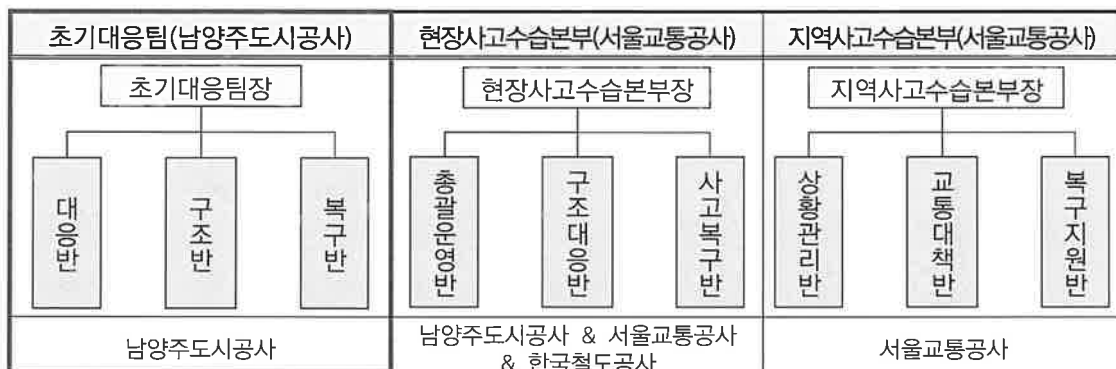 초기대응팀(남양주도시공사)
현장사고수습본부(서울교통공사)
지역사고수습본부(서울교통공사)
초기대응팀장
현장사고수습본부장
지역사고수습본부장
대응반
구조반
복구반
총괄운영반
구조대응반
사고복구반
상황관리반
교통대책반
복구지원반
남양주도시공사
남양주도시공사 & 서울교통공사
& 한국철도공사
서울교통공사